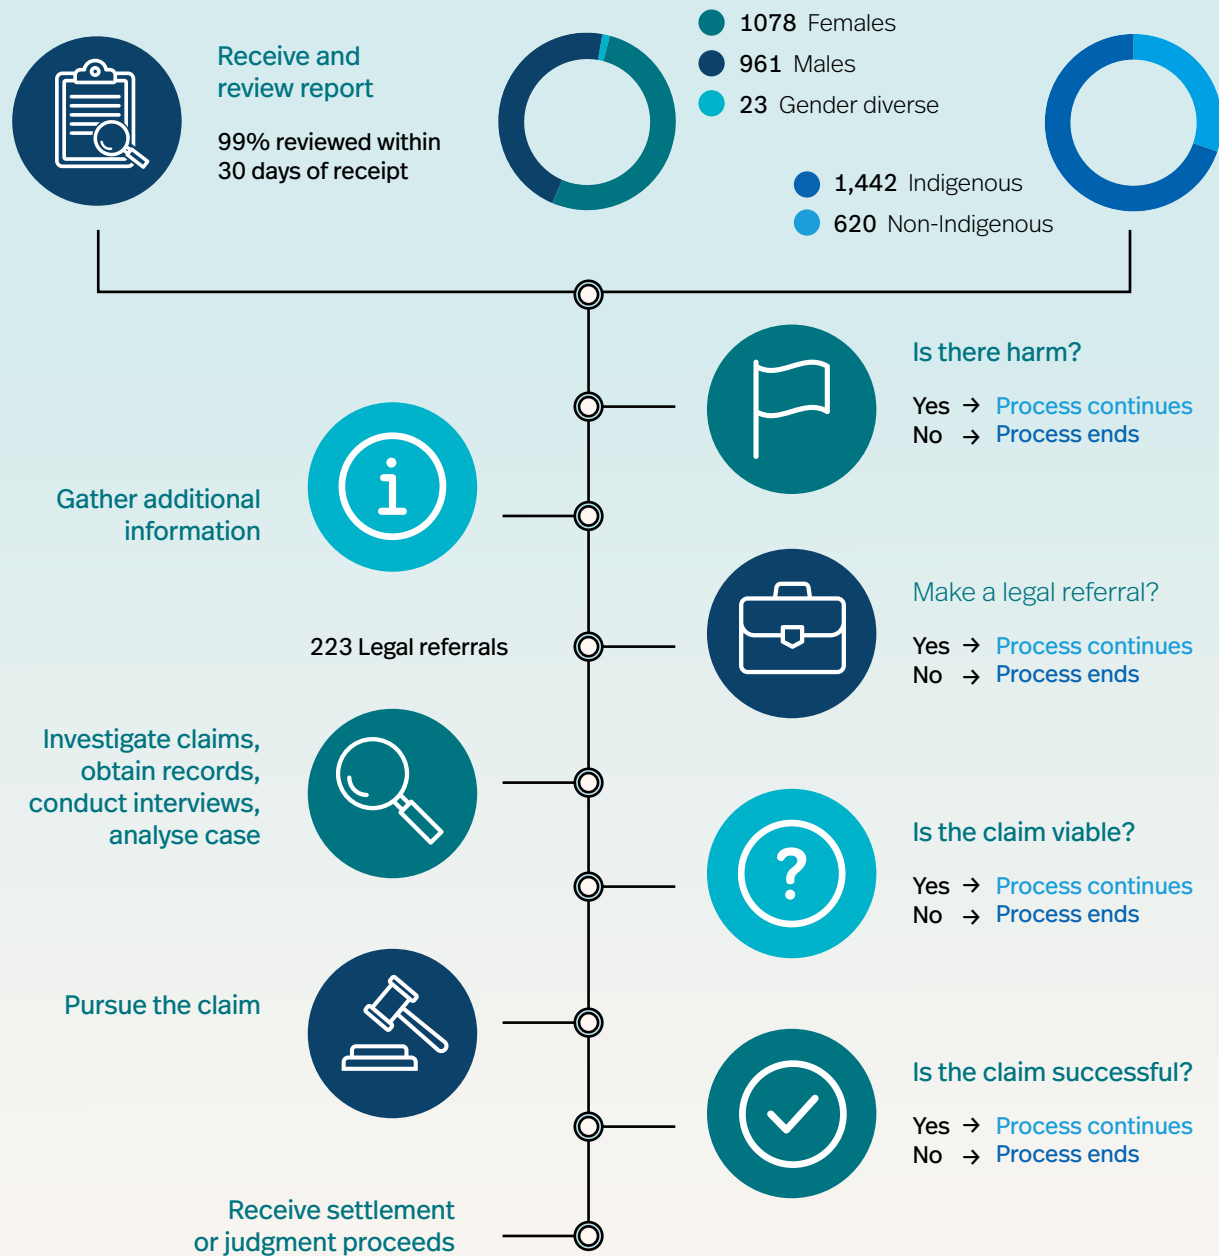 Receive and
review report
99% reviewed within
30 days of receipt
1078 Females
961 Males
23 Gender diverse
1,442 Indigenous
620 Non-Indigenous
Is there harm?
Yes → Process continues
No → Process ends
Gather additional
information
Make a legal referral?
Yes → Process continues
No → Process ends
223 Legal referrals
Investigate claims,
obtain records,
conduct interviews,
analyse case
Is the claim viable?
Yes → Process continues
No → Process ends
Pursue the claim
Is the claim successful?
Yes → Process continues
No → Process ends
Receive settlement
or judgment proceeds